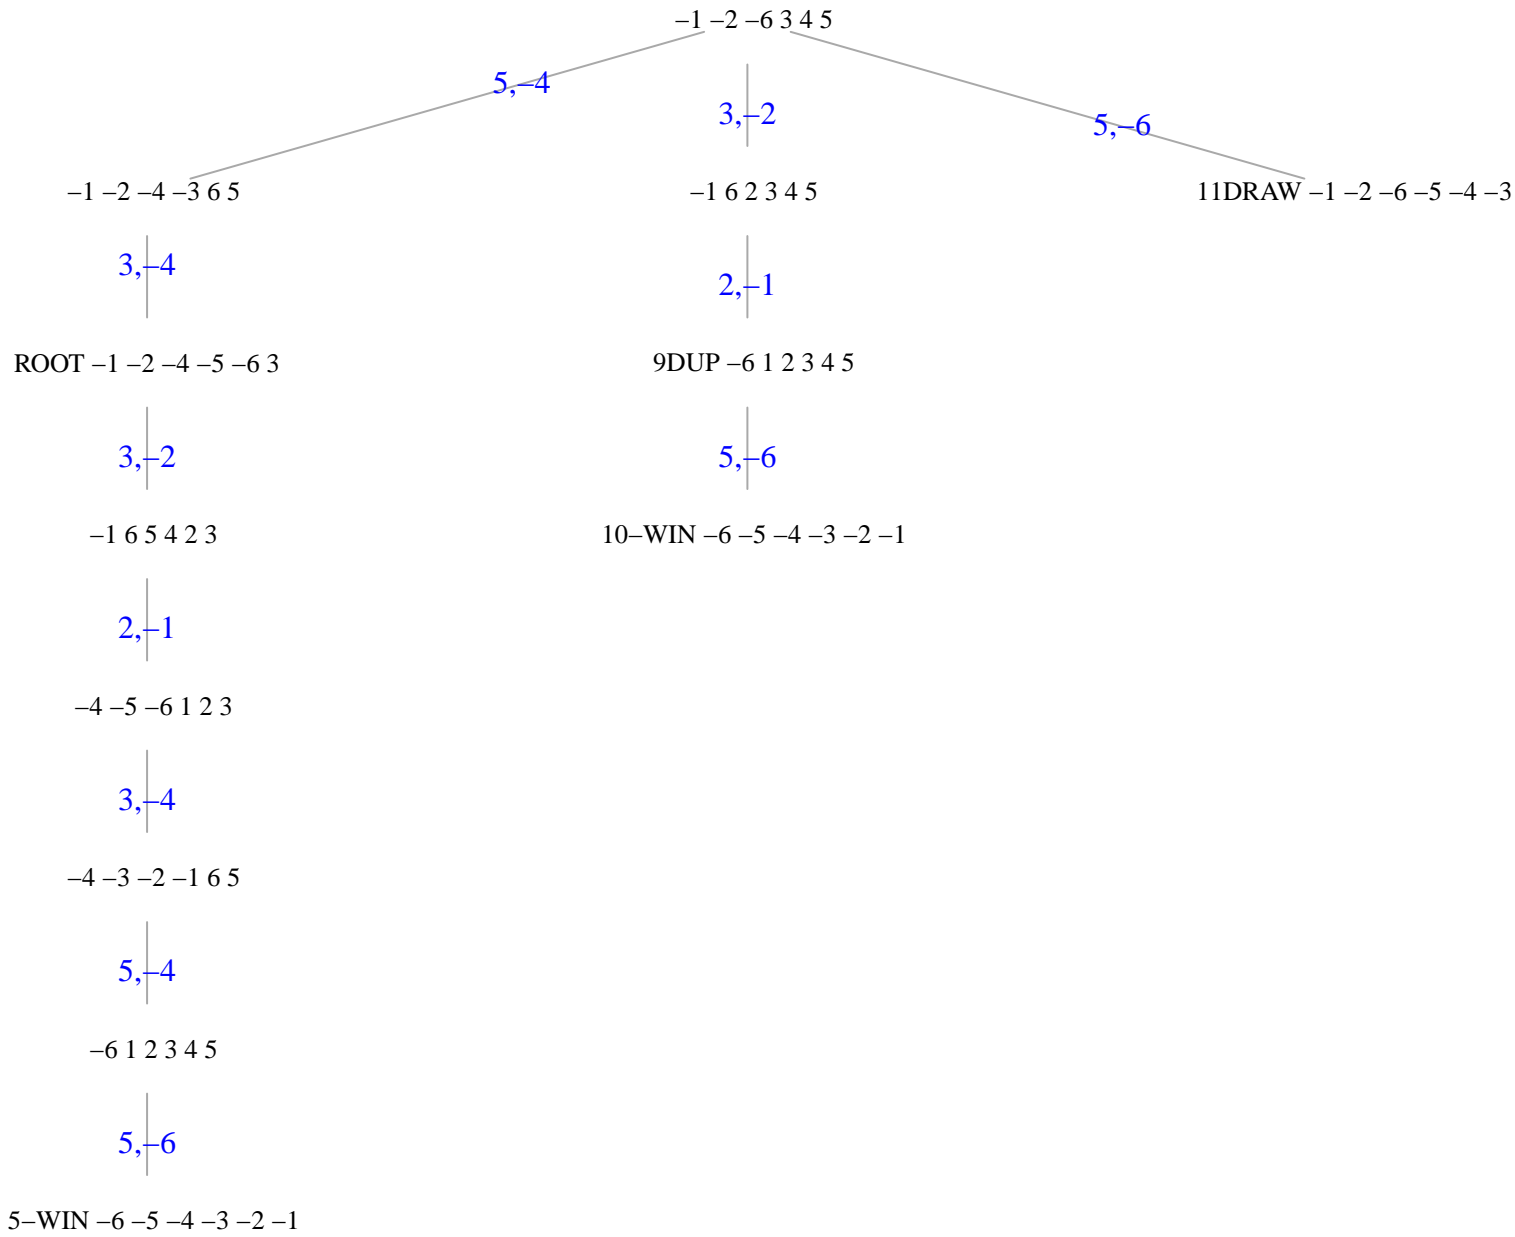 –1 –2 –6 3 4 5
5,–4
3,–2
5,–6
–1 –2 –4 –3 6 5
–1 6 2 3 4 5
11DRAW –1 –2 –6 –5 –4 –3
3,–4
2,–1
ROOT –1 –2 –4 –5 –6 3
9DUP –6 1 2 3 4 5
3,–2
5,–6
–1 6 5 4 2 3
10–WIN –6 –5 –4 –3 –2 –1
2,–1
–4 –5 –6 1 2 3
3,–4
–4 –3 –2 –1 6 5
5,–4
–6 1 2 3 4 5
5,–6
5–WIN –6 –5 –4 –3 –2 –1